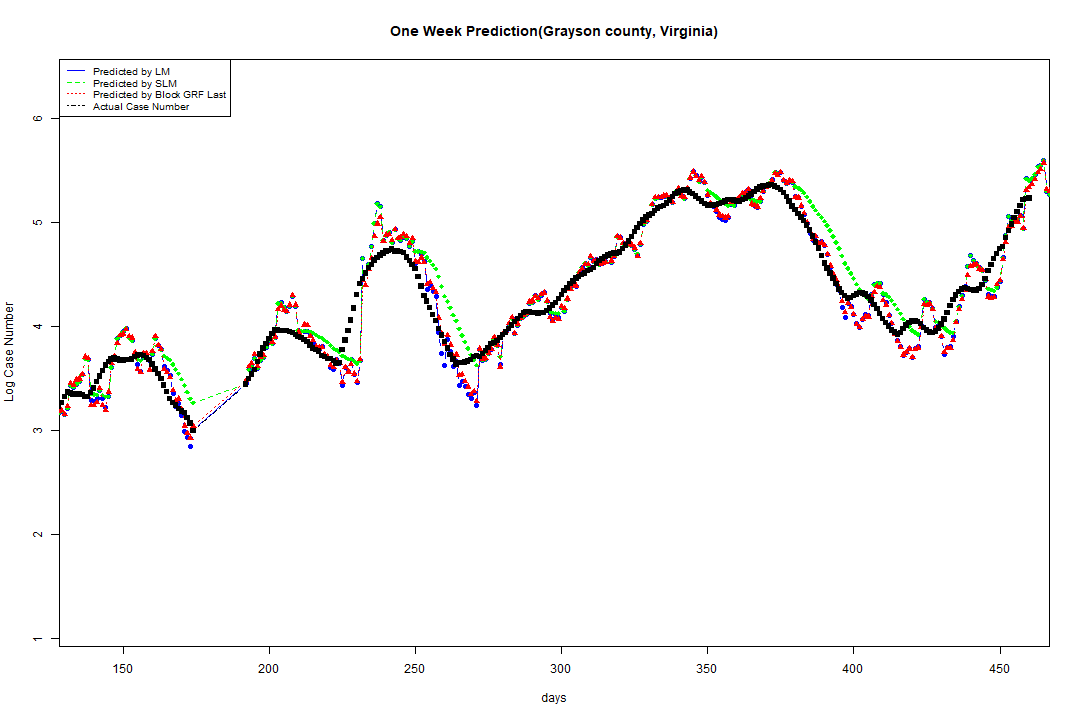 One Week Prediction(Grayson county, Virginia)
Predicted by LM
Predicted by SLM
Predicted by Block GRF Last
Actual Case Number
6
5
4
3
2
1
Log Case Number
150 200 250 300 350 400 450
days